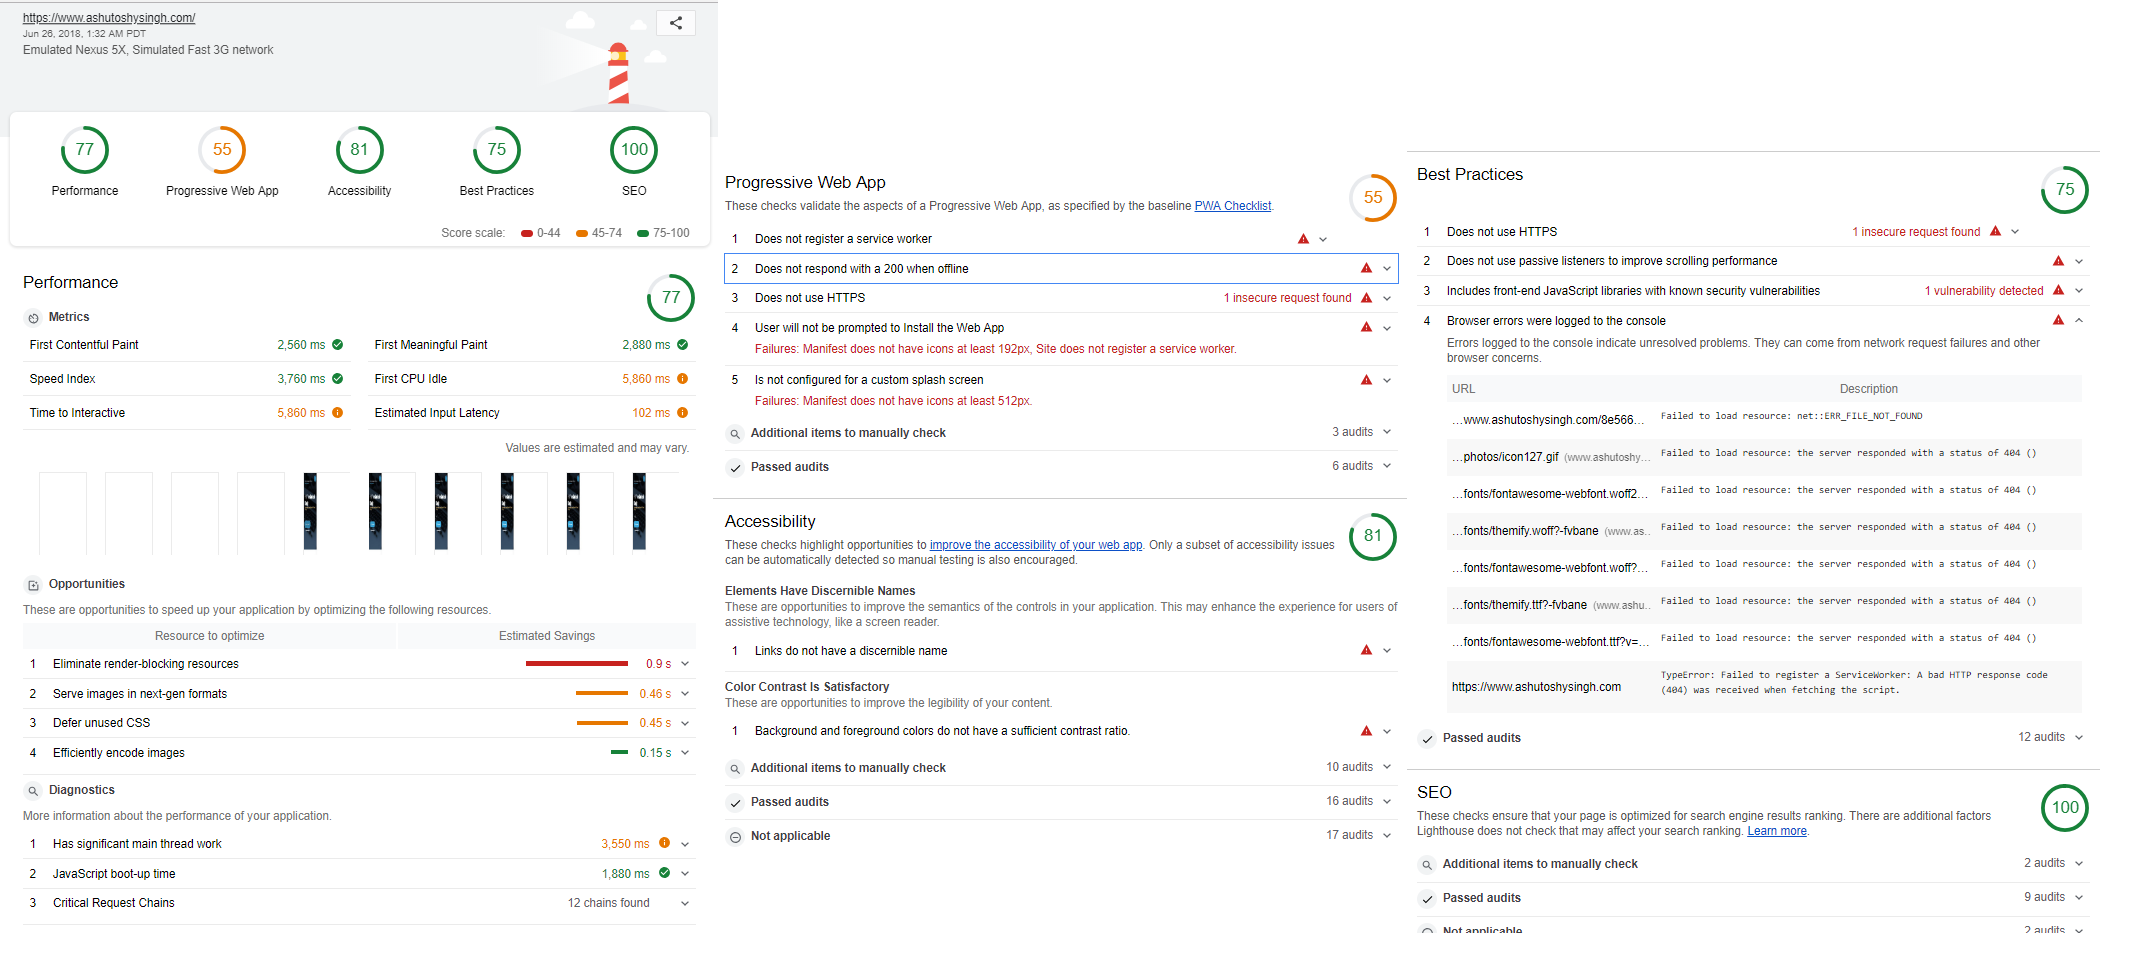 https://www.ashutoshysingh.com/
Jun 26, 2018, 1:32 AM PDT
Emulated Nexus 5X, Simulated Fast 3G network
77
55
81
75
100
Performance
Progressive Web App
Accessibility
Best Practices
SEO
Score scale: 0-44 45-74 75-100
Performance
77
Metrics
First Contentful Paint 2,560 ms
First Meaningful Paint 2,880 ms
Speed Index 3,760 ms
First CPU Idle 5,860 ms
Time to Interactive 5,860 ms
Estimated Input Latency 102 ms
Values are estimated and may vary.
Opportunities
These are opportunities to speed up your application by optimizing the following resources.
Resource to optimize Estimated Savings
1 Eliminate render-blocking resources 0.9 s
2 Serve images in next-gen formats 0.46 s
3 Defer unused CSS 0.45 s
4 Efficiently encode images 0.15 s
Diagnostics
More information about the performance of your application.
1 Has significant main thread work 3,550 ms
2 JavaScript boot-up time 1,880 ms
3 Critical Request Chains 12 chains found
Progressive Web App
55
These checks validate the aspects of a Progressive Web App, as specified by the baseline PWA Checklist.
1 Does not register a service worker
2 Does not respond with a 200 when offline
3 Does not use HTTPS 1 insecure request found
4 User will not be prompted to Install the Web App
Failures: Manifest does not have icons at least 192px, Site does not register a service worker.
5 Is not configured for a custom splash screen
Failures: Manifest does not have icons at least 512px.
Additional items to manually check 3 audits
Passed audits 6 audits
Accessibility
81
These checks highlight opportunities to improve the accessibility of your web app. Only a subset of accessibility issues
can be automatically detected so manual testing is also encouraged.
Elements Have Discernible Names
These are opportunities to improve the semantics of the controls in your application. This may enhance the experience for users of
assistive technology, like a screen reader.
1 Links do not have a discernible name
Color Contrast Is Satisfactory
These are opportunities to improve the legibility of your content.
1 Background and foreground colors do not have a sufficient contrast ratio.
Additional items to manually check 10 audits
Passed audits 16 audits
Not applicable 17 audits
Best Practices
75
1 Does not use HTTPS 1 insecure request found
2 Does not use passive listeners to improve scrolling performance
3 Includes front-end JavaScript libraries with known security vulnerabilities 1 vulnerability detected
4 Browser errors were logged to the console
Errors logged to the console indicate unresolved problems. They can come from network request failures and other
browser concerns.
URL Description
…www.ashutoshysingh.com/8e566… Failed to load resource: net::ERR_FILE_NOT_FOUND
…photos/icon127.gif (www.ashutoshy… Failed to load resource: the server responded with a status of 404 ()
…fonts/fontawesome-webfont.woff2… Failed to load resource: the server responded with a status of 404 ()
…fonts/themify.woff?-fvbane (www.as… Failed to load resource: the server responded with a status of 404 ()
…fonts/fontawesome-webfont.woff?… Failed to load resource: the server responded with a status of 404 ()
…fonts/themify.ttf?-fvbane (www.ashu… Failed to load resource: the server responded with a status of 404 ()
…fonts/fontawesome-webfont.ttf?v=… Failed to load resource: the server responded with a status of 404 ()
https://www.ashutoshysingh.com TypeError: Failed to register a ServiceWorker: A bad HTTP response code
(404) was received when fetching the script.
Passed audits 12 audits
SEO
100
These checks ensure that your page is optimized for search engine results ranking. There are additional factors
Lighthouse does not check that may affect your search ranking. Learn more.
Additional items to manually check 2 audits
Passed audits 9 audits
Not applicable 2 audits